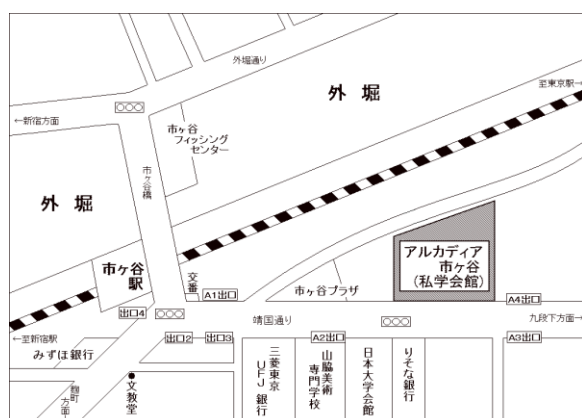 外堀通り
外堀
至東京駅→
○○○
←新宿方面
市ヶ谷
フィッシング
センター
市ヶ谷橋
外堀
アルカディア
市ヶ谷
(私学会館)
市ヶ谷
駅
交番
市ヶ谷プラザ
A1出口
A4出口
出口4
○○○
靖国通り
○○○
九段下方面→
←至新宿駅
出口2
出口3
A2出口
A3出口
みずほ銀行
三菱東京
UFJ銀行
山脇美術
専門学校
日本大学会館
りそな銀行
●文教堂
麹町
方面→